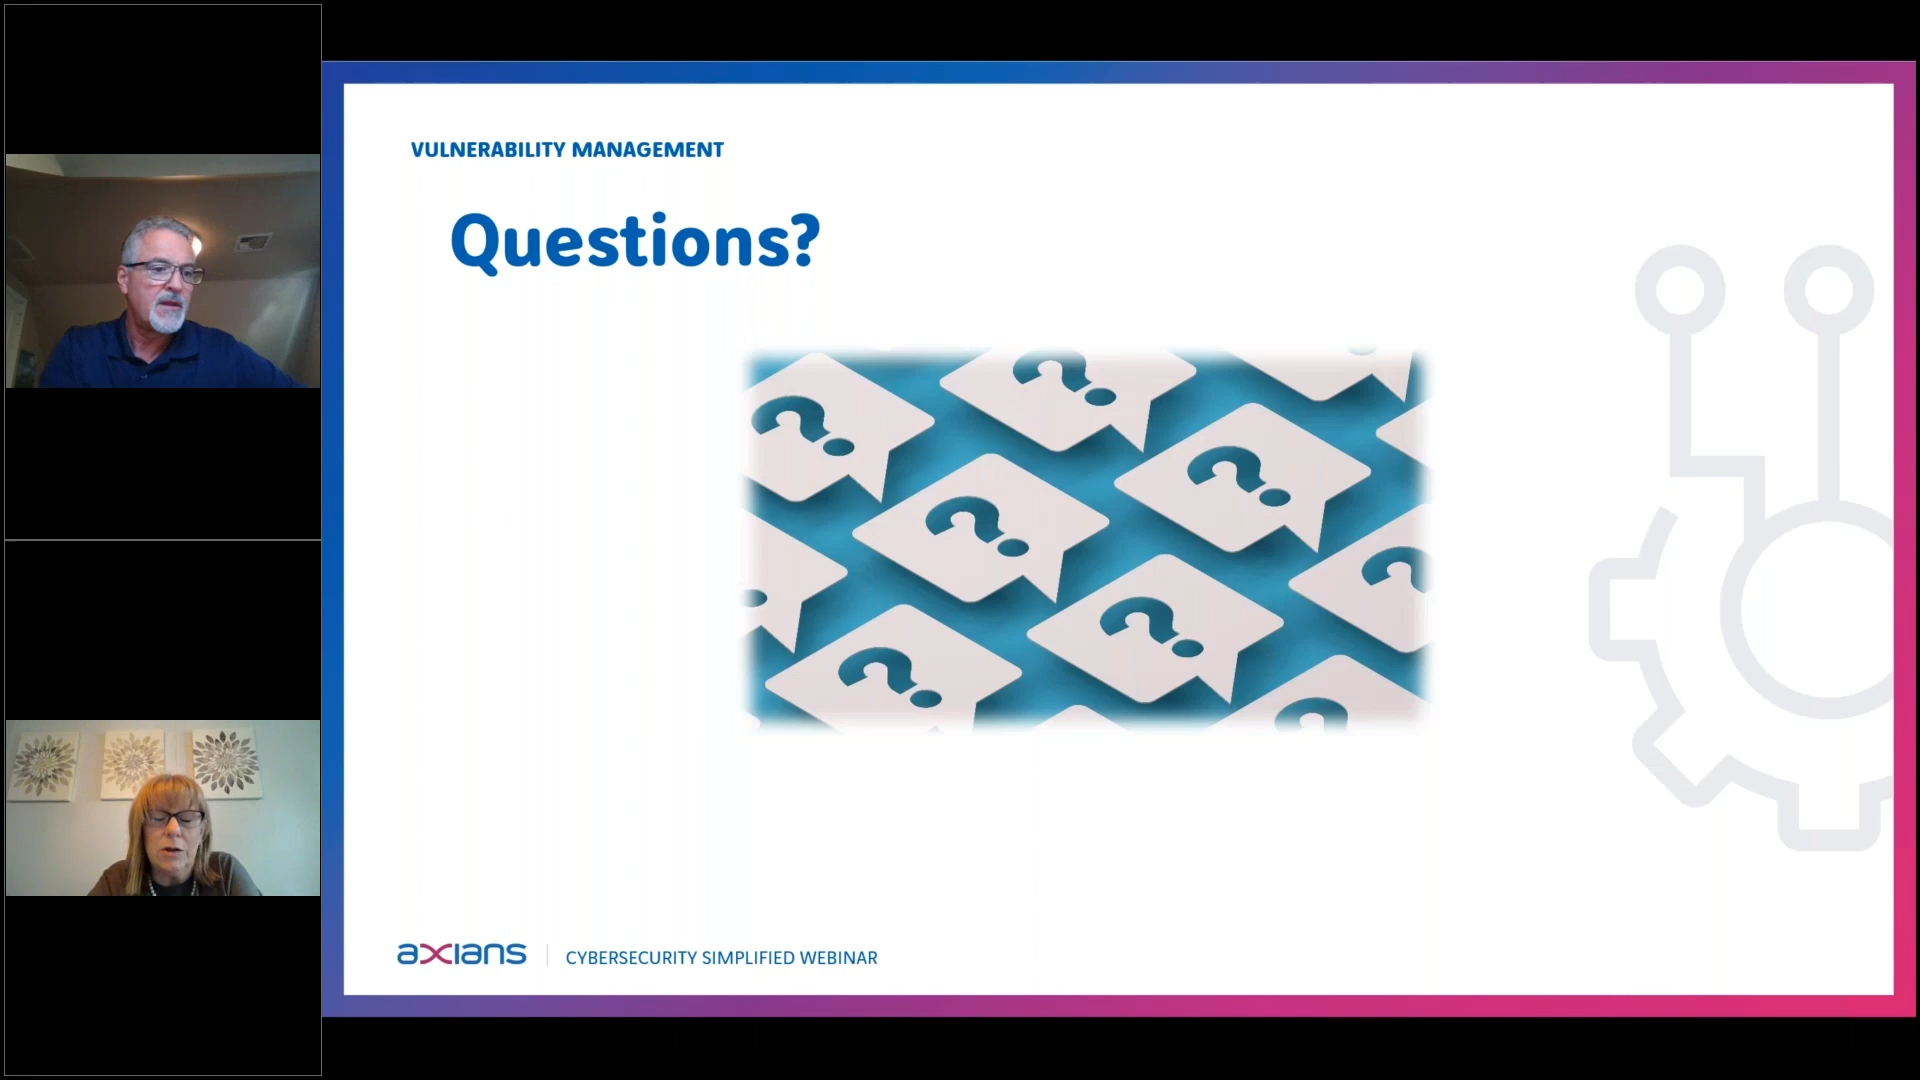 VULNERABILITY MANAGEMENT
Questions?
axians
CYBERSECURITY SIMPLIFIED WEBINAR